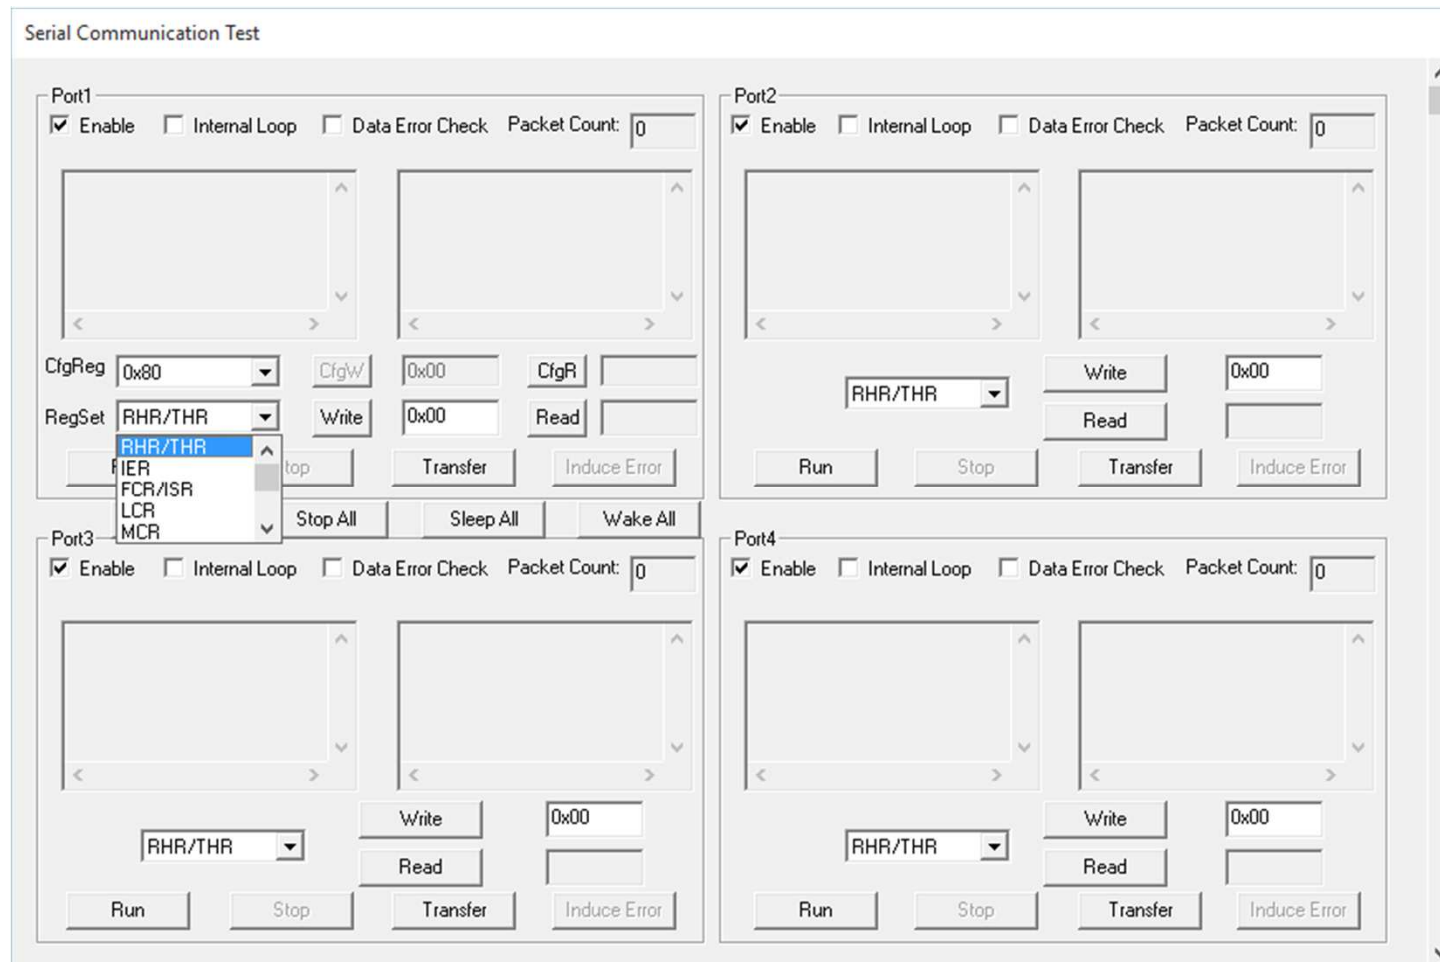 Serial Communication Test
Port1
Enable Internal Loop Data Error Check Packet Count: 0
CfgReg 0x80 CfgW 0x00 CfgR
RegSet RHR/THR Write 0x00 Read
RHR/THR
IER
FCR/ISR
LCR
MCR
Transfer Induce Error
Port2
Enable Internal Loop Data Error Check Packet Count: 0
RHR/THR Write 0x00
Read
Run Stop Transfer Induce Error
Stop All Sleep All Wake All
Port3
Enable Internal Loop Data Error Check Packet Count: 0
RHR/THR Write 0x00
Read
Run Stop Transfer Induce Error
Port4
Enable Internal Loop Data Error Check Packet Count: 0
RHR/THR Write 0x00
Read
Run Stop Transfer Induce Error